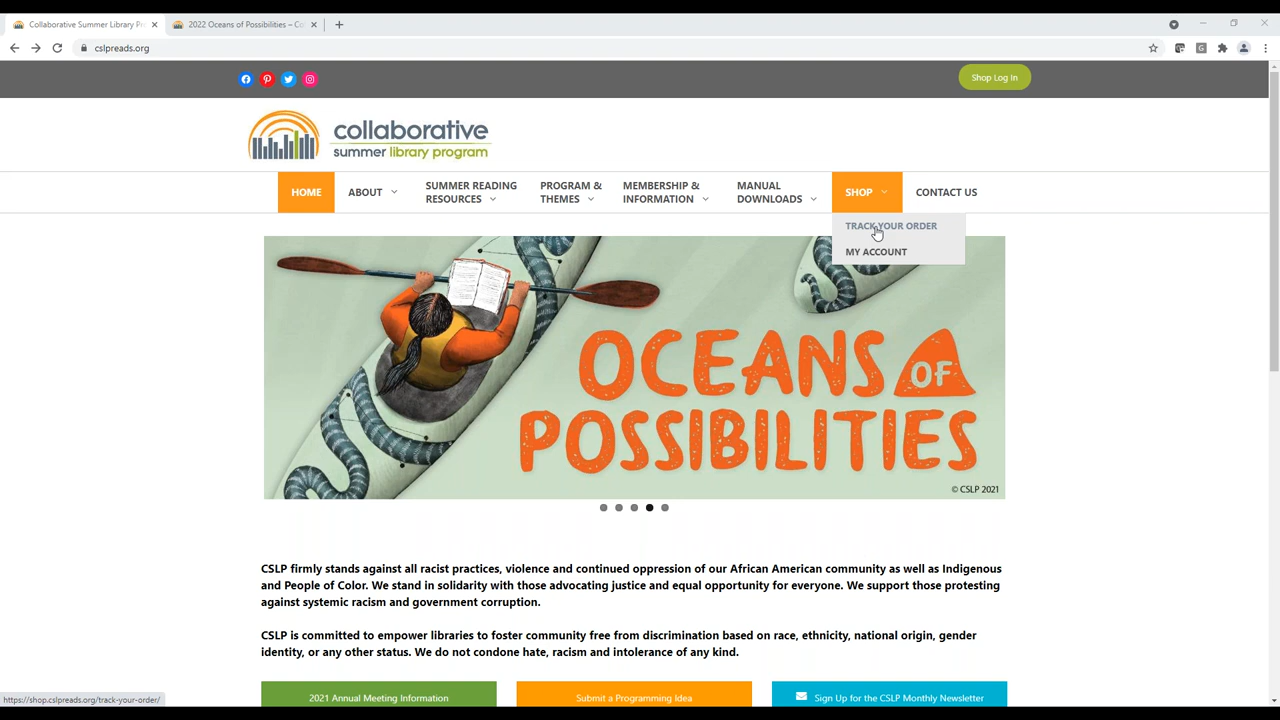 Collaborative Summer Library Pr
2022 Oceans of Possibilities – Co
cslpreads.org
Shop Log In
collaborative
summer library program
HOME
ABOUT
SUMMER READING
RESOURCES
PROGRAM &
THEMES
MEMBERSHIP &
INFORMATION
MANUAL
DOWNLOADS
SHOP
CONTACT US
TRACK YOUR ORDER
MY ACCOUNT
OCEANS OF
POSSIBILITIES
© CSLP 2021
CSLP firmly stands against all racist practices, violence and continued oppression of our African American community as well as Indigenous
and People of Color. We stand in solidarity with those advocating justice and equal opportunity for everyone. We support those protesting
against systemic racism and government corruption.
CSLP is committed to empower libraries to foster community free from discrimination based on race, ethnicity, national origin, gender
identity, or any other status. We do not condone hate, racism and intolerance of any kind.
2021 Annual Meeting Information
Submit a Programming Idea
Sign Up for the CSLP Monthly Newsletter
https://shop.cslpreads.org/track-your-order/